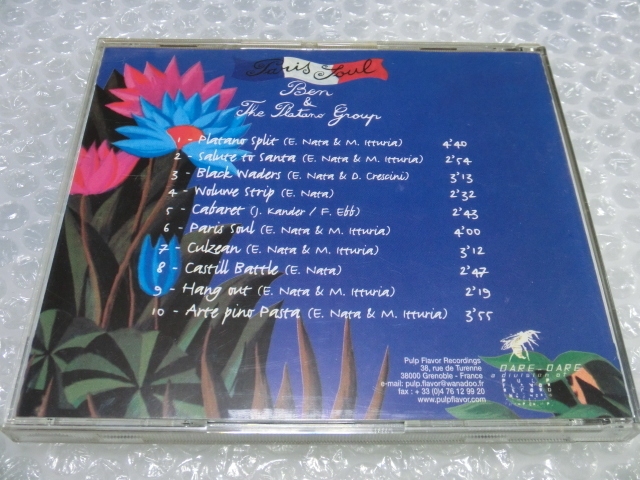 Paris Soul
Ben
&
The Platano Group
1 - Platano Split (E. Nata & M. Itturia) 4'40
2 - Salute to Santa (E. Nata & M. Itturia) 2'54
3 - Black Waders (E. Nata & D. Crescini) 3'13
4 - Woluwe Strip (E. Nata) 2'32
5 - Cabaret (J. Kander / F. Ebb) 2'43
6 - Paris Soul (E. Nata & M. Itturia) 4'00
7 - Culzean (E. Nata & M. Itturia) 3'12
8 - Castill Battle (E. Nata) 2'47
9 - Hang out (E. Nata & M. Itturia) 2'19
10 - Arte pino Pasta (E. Nata & M. Itturia) 3'55
Pulp Flavor Recordings
38, rue de Turenne
38000 Grenoble - France
e-mail: pulp.flavor@wanadoo.fr
fax : + 33 (0)4 76 12 99 20
www.pulpflavor.com
DARE-DARE
a division of